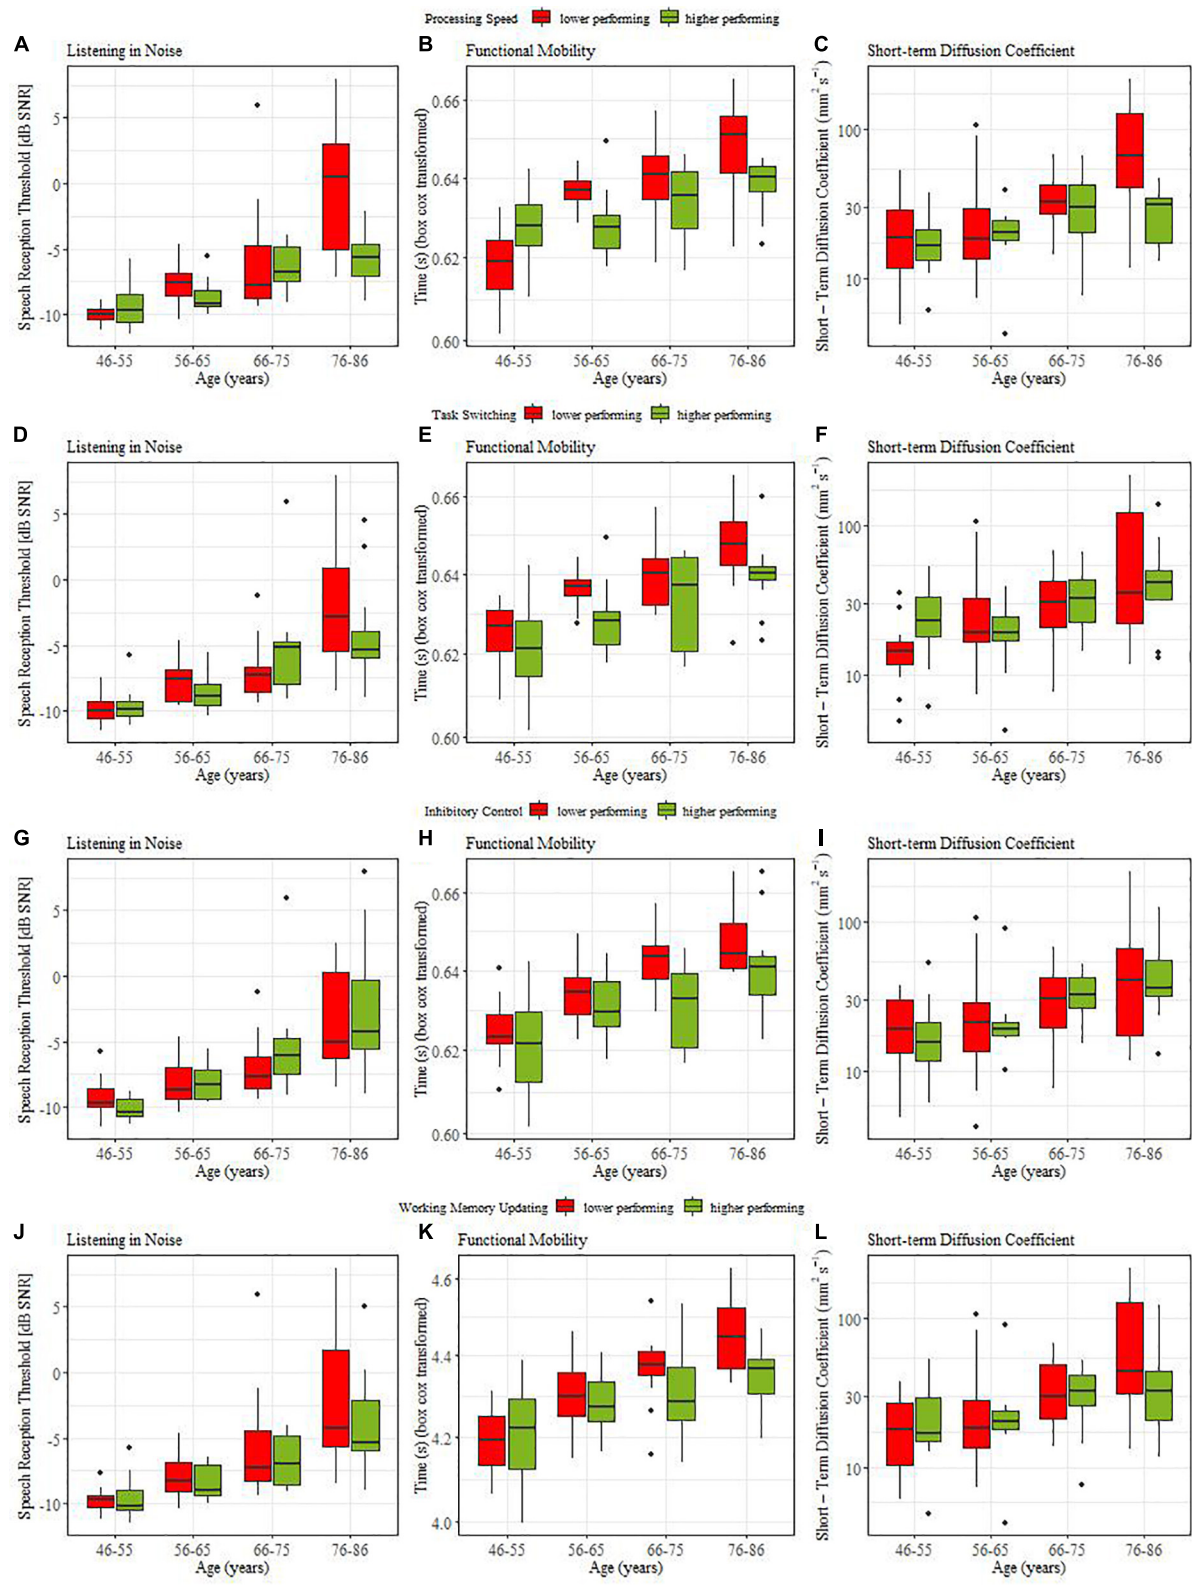 Processing Speed lower performing higher performing
A B C
Listening in Noise Functional Mobility Short-term Diffusion Coefficient
Speech Reception Threshold [dB SNR]
5
0
-5
-10
46-55 56-65 66-75 76-86
Age (years)
Time (s) (box cox transformed)
0.66
0.64
0.62
0.60
46-55 56-65 66-75 76-86
Age (years)
Short – Term Diffusion Coefficient (mm² s⁻¹)
100
30
10
46-55 56-65 66-75 76-86
Age (years)
Task Switching lower performing higher performing
D E F
Listening in Noise Functional Mobility Short-term Diffusion Coefficient
Speech Reception Threshold [dB SNR]
5
0
-5
-10
46-55 56-65 66-75 76-86
Age (years)
Time (s) (box cox transformed)
0.66
0.64
0.62
0.60
46-55 56-65 66-75 76-86
Age (years)
Short – Term Diffusion Coefficient (mm² s⁻¹)
100
30
10
46-55 56-65 66-75 76-86
Age (years)
Inhibitory Control lower performing higher performing
G H I
Listening in Noise Functional Mobility Short-term Diffusion Coefficient
Speech Reception Threshold [dB SNR]
5
0
-5
-10
46-55 56-65 66-75 76-86
Age (years)
Time (s) (box cox transformed)
0.66
0.64
0.62
0.60
46-55 56-65 66-75 76-86
Age (years)
Short – Term Diffusion Coefficient (mm² s⁻¹)
100
30
10
46-55 56-65 66-75 76-86
Age (years)
Working Memory Updating lower performing higher performing
J K L
Listening in Noise Functional Mobility Short-term Diffusion Coefficient
Speech Reception Threshold [dB SNR]
5
0
-5
-10
46-55 56-65 66-75 76-86
Age (years)
Time (s) (box cox transformed)
4.6
4.4
4.2
4.0
46-55 56-65 66-75 76-86
Age (years)
Short – Term Diffusion Coefficient (mm² s⁻¹)
100
30
10
46-55 56-65 66-75 76-86
Age (years)